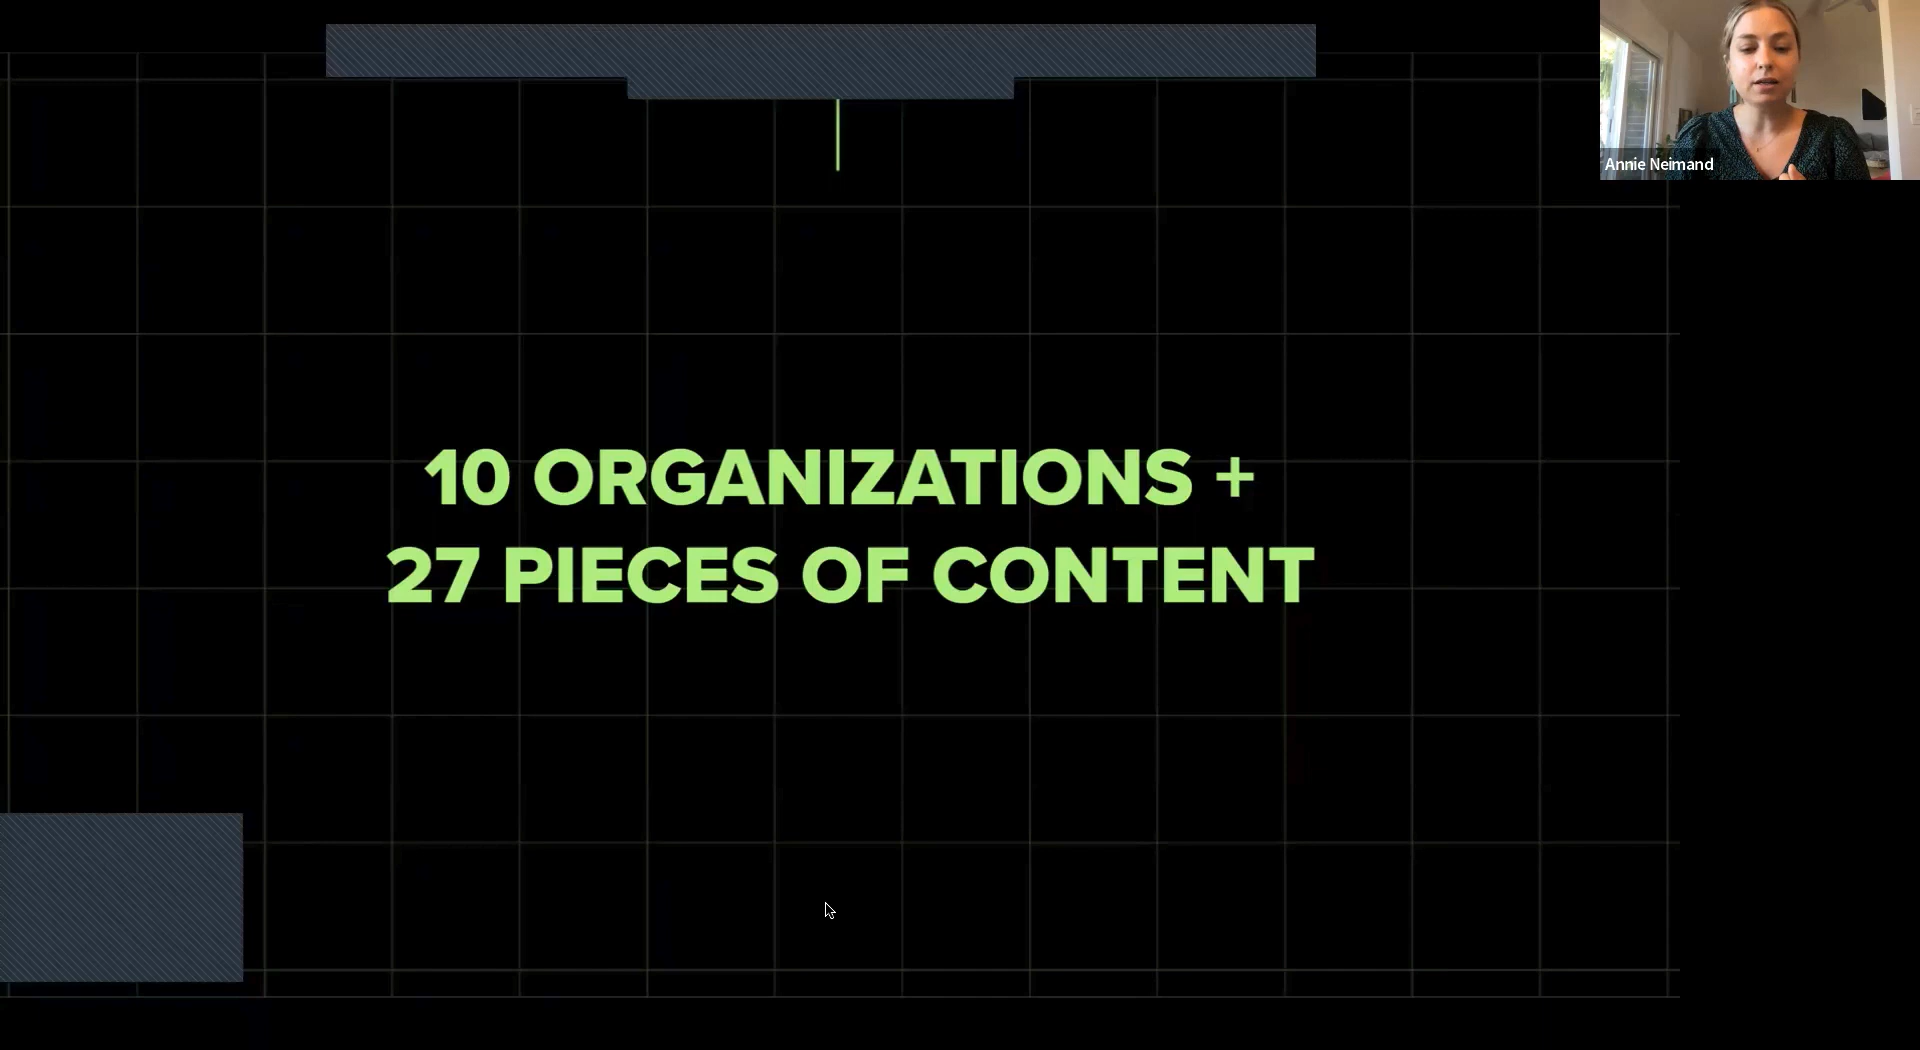 Annie Neimand
10 ORGANIZATIONS +
27 PIECES OF CONTENT